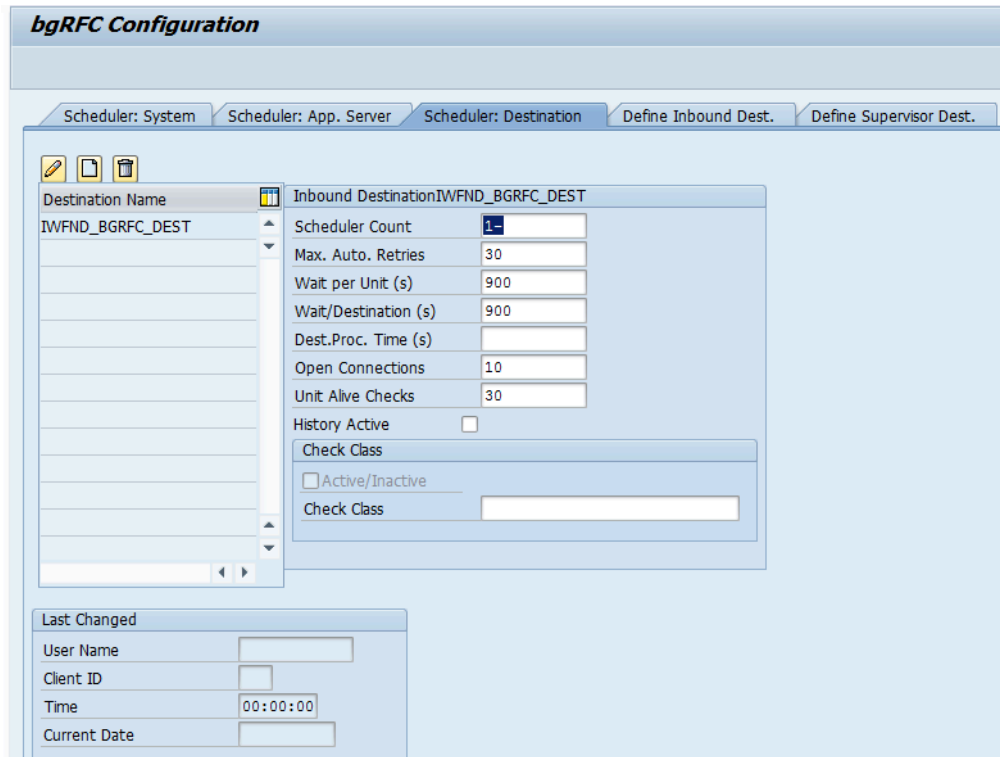 bgRFC Configuration
Scheduler: System Scheduler: App. Server Scheduler: Destination Define Inbound Dest. Define Supervisor Dest.
Destination Name
IWFND_BGRFC_DEST
Inbound DestinationIWFND_BGRFC_DEST
Scheduler Count 1-
Max. Auto. Retries 30
Wait per Unit (s) 900
Wait/Destination (s) 900
Dest.Proc. Time (s)
Open Connections 10
Unit Alive Checks 30
History Active
Check Class
Active/Inactive
Check Class
Last Changed
User Name
Client ID
Time 00:00:00
Current Date